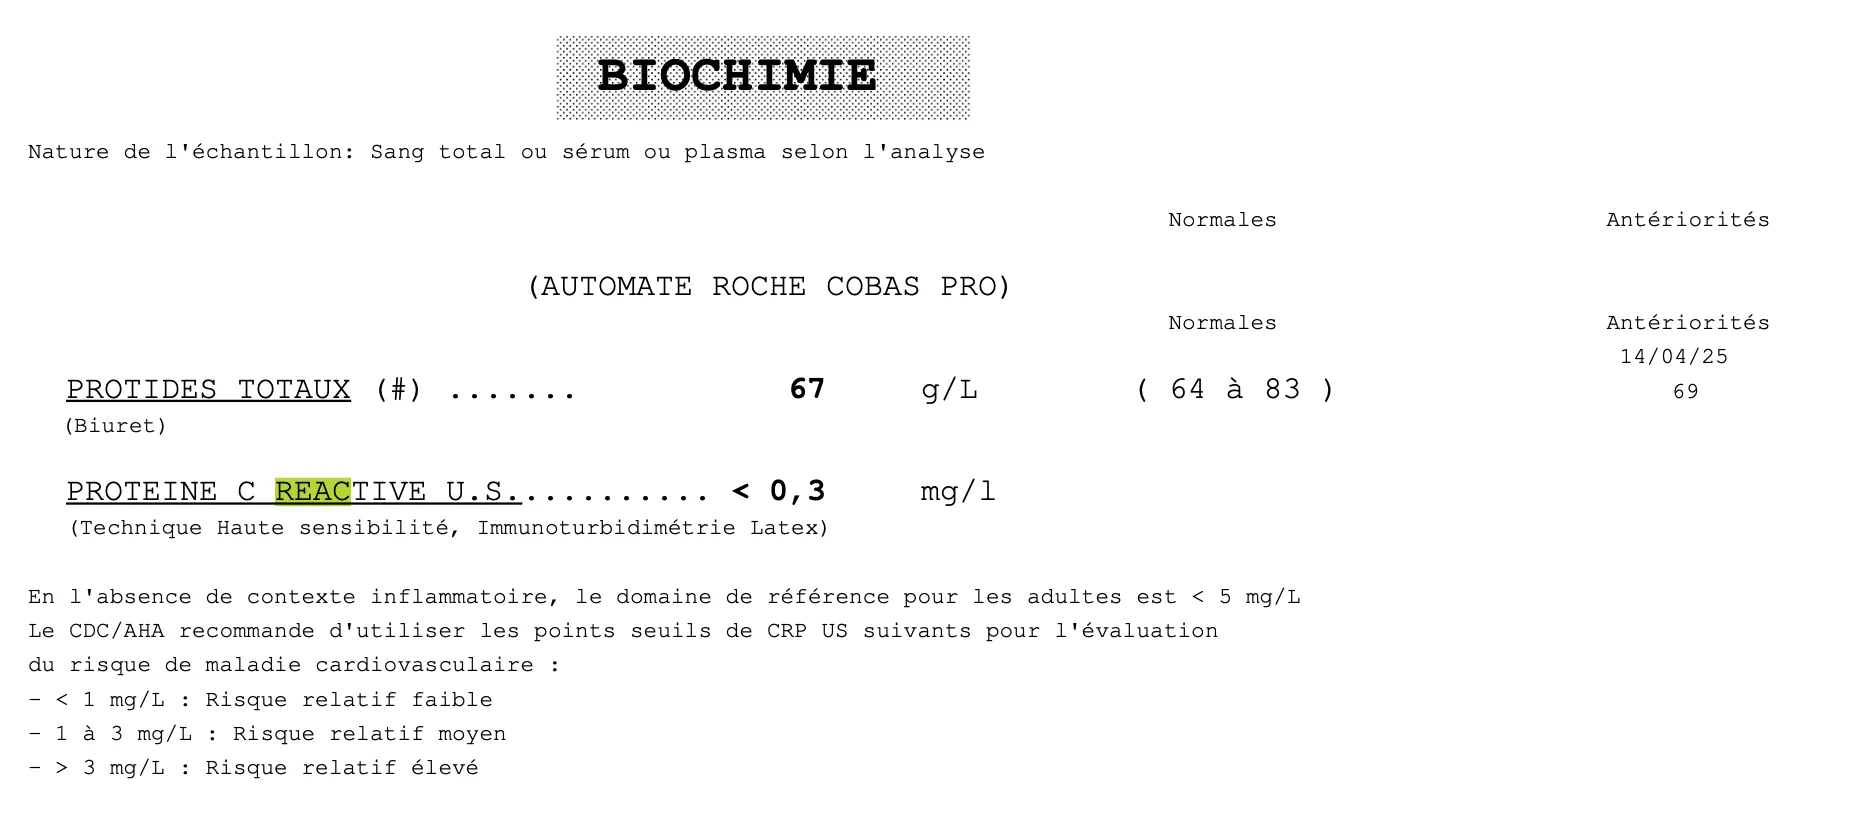 BIOCHIMIE
Nature de l'échantillon: Sang total ou sérum ou plasma selon l'analyse
Normales Antériorités
(AUTOMATE ROCHE COBAS PRO)
Normales Antériorités
14/04/25
PROTIDES TOTAUX (#) ....... 67 g/L ( 64 à 83 ) 69
(Biuret)
PROTEINE C REACTIVE U.S........... < 0,3 mg/l
(Technique Haute sensibilité, Immunoturbidimétrie Latex)
En l'absence de contexte inflammatoire, le domaine de référence pour les adultes est < 5 mg/L
Le CDC/AHA recommande d'utiliser les points seuils de CRP US suivants pour l'évaluation
du risque de maladie cardiovasculaire :
- < 1 mg/L : Risque relatif faible
- 1 à 3 mg/L : Risque relatif moyen
- > 3 mg/L : Risque relatif élevé